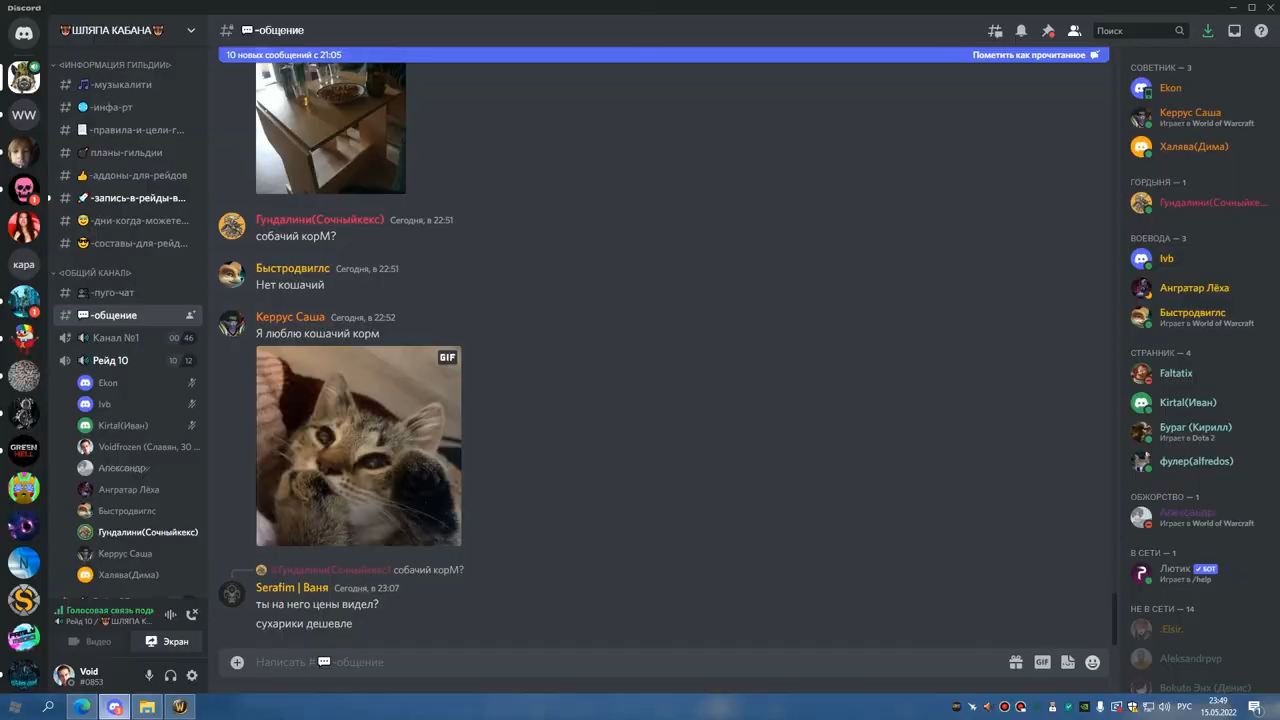 Discord
ШЛЯПА КАБАНА
-общение
Поиск
10 новых сообщений с 21:05
Пометить как прочитанное
WW
кара
GREEN HELL
1
1
<ИНФОРМАЦИЯ ГИЛЬДИИ>
-музыкалити
-инфа-рт
-правила-и-цели-г...
планы-гильдии
-аддоны-для-рейдов
-запись-в-рейды-в...
-дни-когда-можете...
-составы-для-рейд...
<ОБЩИЙ КАНАЛ>
-пуго-чат
-общение
Канал №1 00 46
Рейд 10 10 12
Ekon
Ivb
Kirtal(Иван)
Voidfrozen (Славян, 30 ...
Александр
Ангратар Лёха
Быстродвиглс
Гундалини(Сочныйкекс)
Керрус Саша
Халява(Дима)
Голосовая связь подк
Рейд 10 / ШЛЯПА К...
Видео
Экран
Void
#0853
Гундалини(Сочныйкекс) Сегодня, в 22:51
собачий корМ?
Быстродвиглс Сегодня, в 22:51
Нет кошачий
Керрус Саша Сегодня, в 22:52
Я люблю кошачий корм
GIF
@Гундалини(Сочныйкекс) собачий корМ?
Serafim | Ваня Сегодня, в 23:07
ты на него цены видел?
сухарики дешевле
Написать #-общение
GIF
СОВЕТНИК — 3
Ekon
Керрус Саша
Играет в World of Warcraft
Халява(Дима)
ГОРДЫНЯ — 1
Гундалини(Сочныйке...
ВОЕВОДА — 3
Ivb
Ангратар Лёха
Быстродвиглс
Играет в World of Warcraft
СТРАННИК — 4
Faltatix
Kirtal(Иван)
Бураг (Кирилл)
Играет в Dota 2
фулер(alfredos)
ОБЖОРСТВО — 1
Александр
Играет в World of Warcraft
В СЕТИ — 1
Лютик БОТ
Играет в /help
НЕ В СЕТИ — 14
.Elsir.
Aleksandrpvp
Bokuto Энх (Денис)
РУС
23:49
15.05.2022